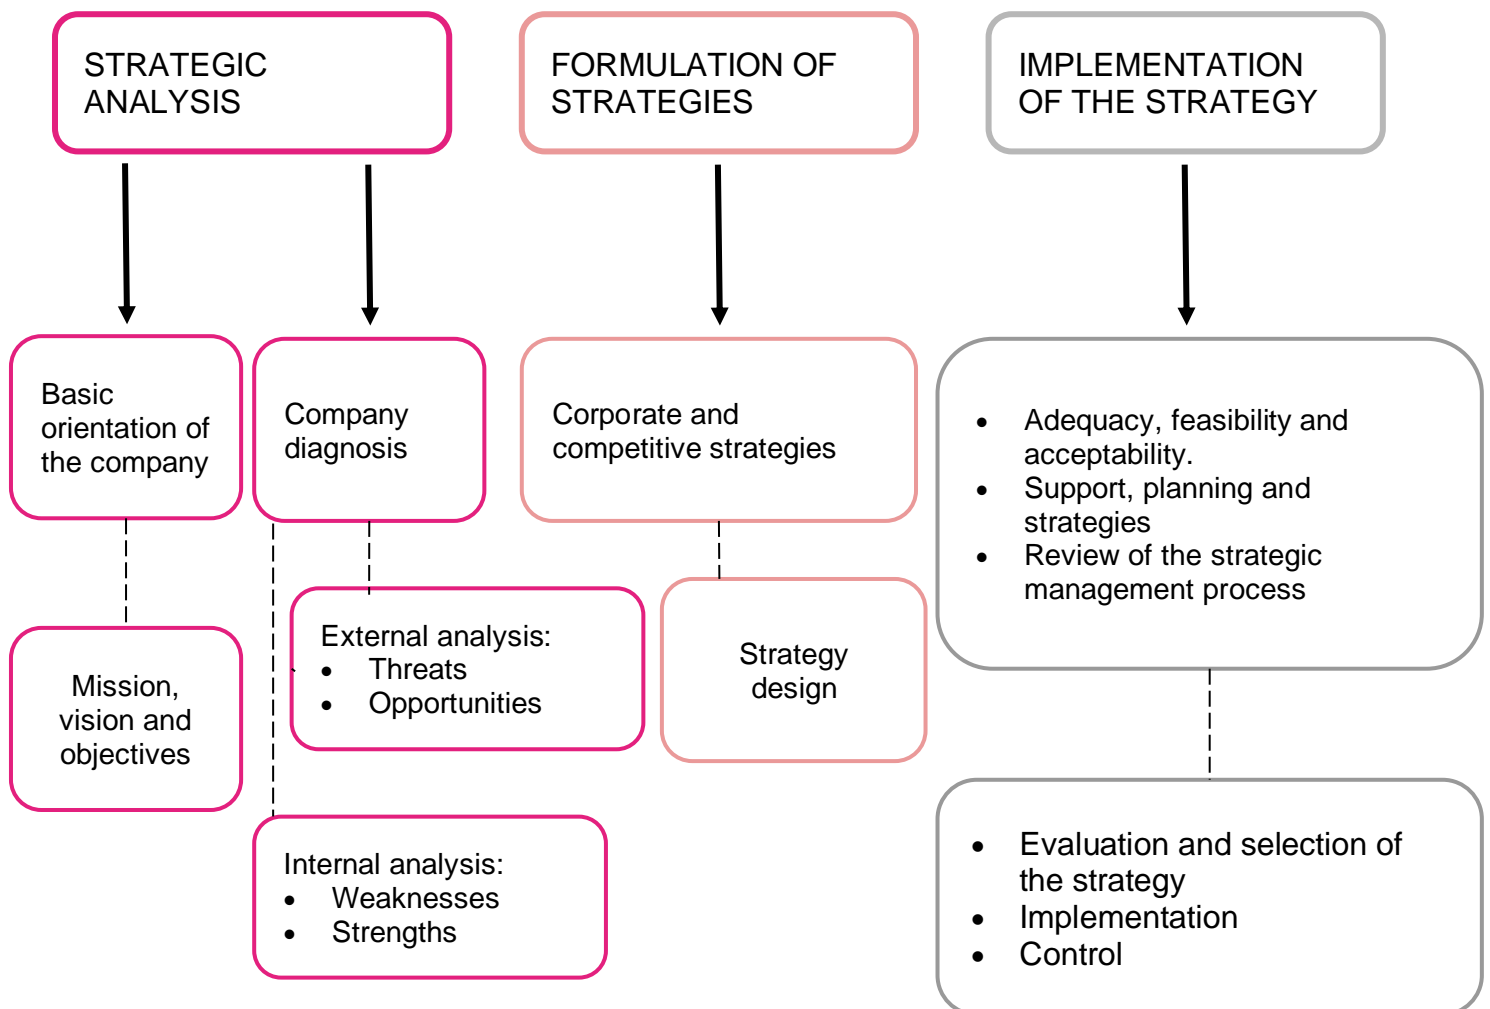 STRATEGIC
ANALYSIS
FORMULATION OF
STRATEGIES
IMPLEMENTATION
OF THE STRATEGY
Basic
orientation of
the company
Company
diagnosis
Corporate and
competitive strategies
• Adequacy, feasibility and
acceptability.
• Support, planning and
strategies
• Review of the strategic
management process
Mission,
vision and
objectives
External analysis:
• Threats
• Opportunities
Strategy
design
Internal analysis:
• Weaknesses
• Strengths
• Evaluation and selection of
the strategy
• Implementation
• Control